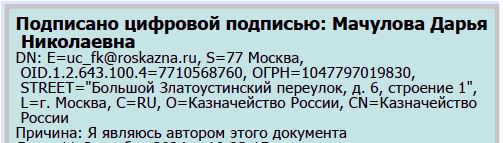 Подписано цифровой подписью: Мачулова Дарья
Николаевна
DN: E=uc_fk@roskazna.ru, S=77 Москва,
OID.1.2.643.100.4=7710568760, ОГРН=1047797019830,
STREET="Большой Златоустинский переулок, д. 6, строение 1",
L=г. Москва, C=RU, O=Казначейство России, CN=Казначейство
России
Причина: Я являюсь автором этого документа